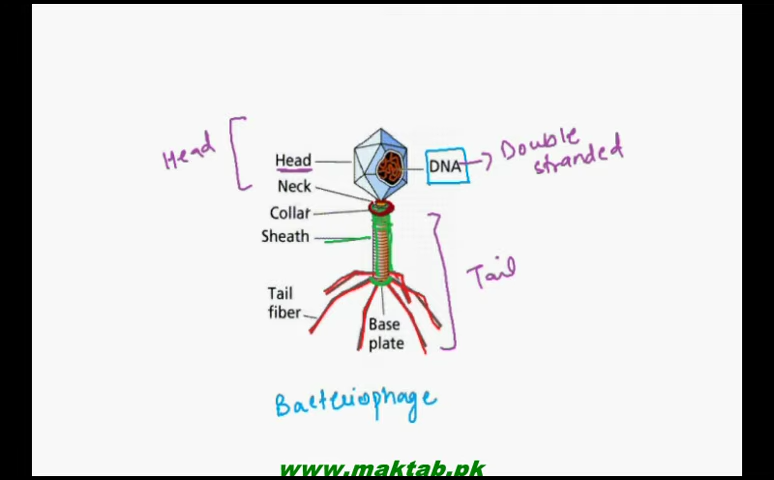 Head
Head
DNA
Double
stranded
Neck
Collar
Sheath
Tail
Tail
fiber
Base
plate
Bacteriophage
www.maktab.pk